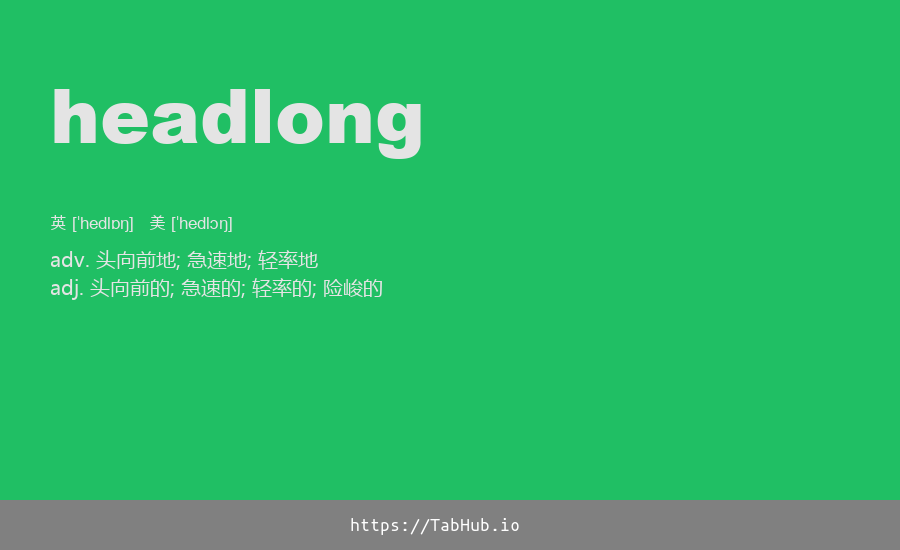 headlong
英 [ˈhedlɒŋ] 美 [ˈhedlɔŋ]
adv. 头向前地; 急速地; 轻率地
adj. 头向前的; 急速的; 轻率的; 险峻的
https://TabHub.io